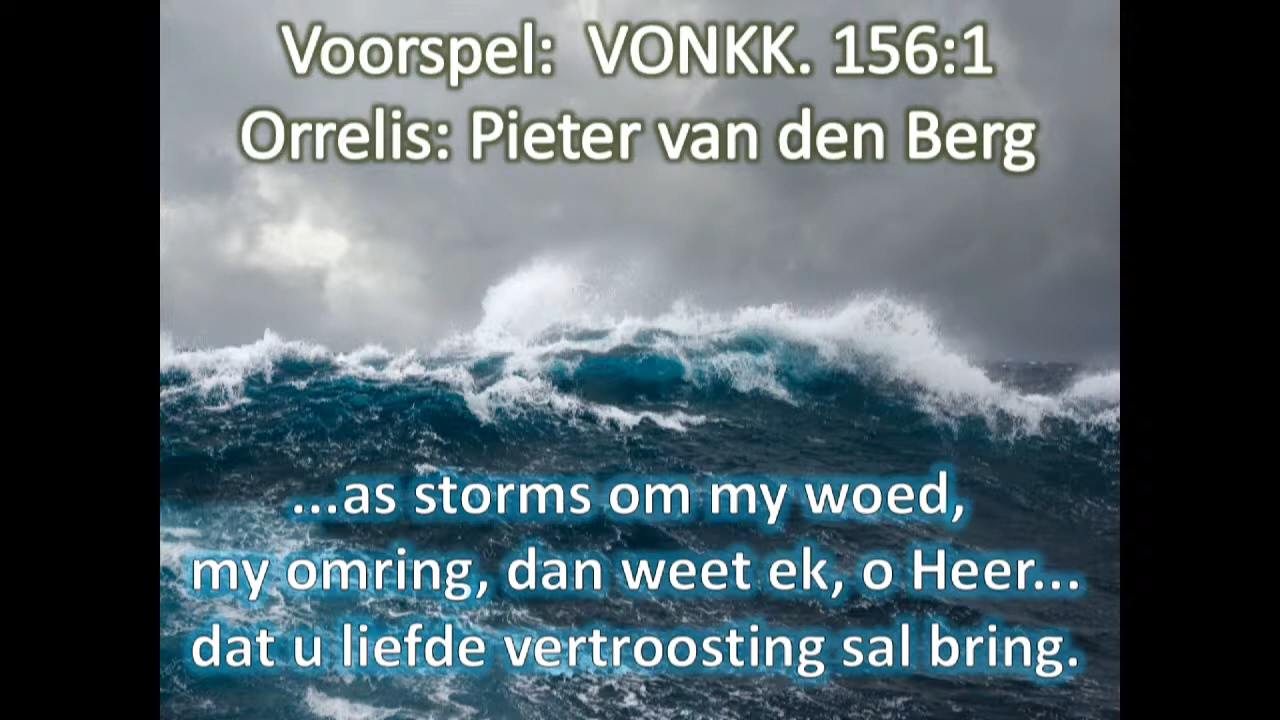 Voorspel: VONKK. 156:1
Orrelis: Pieter van den Berg
...as storms om my woed,
my omring, dan weet ek, o Heer...
dat u liefde vertroosting sal bring.